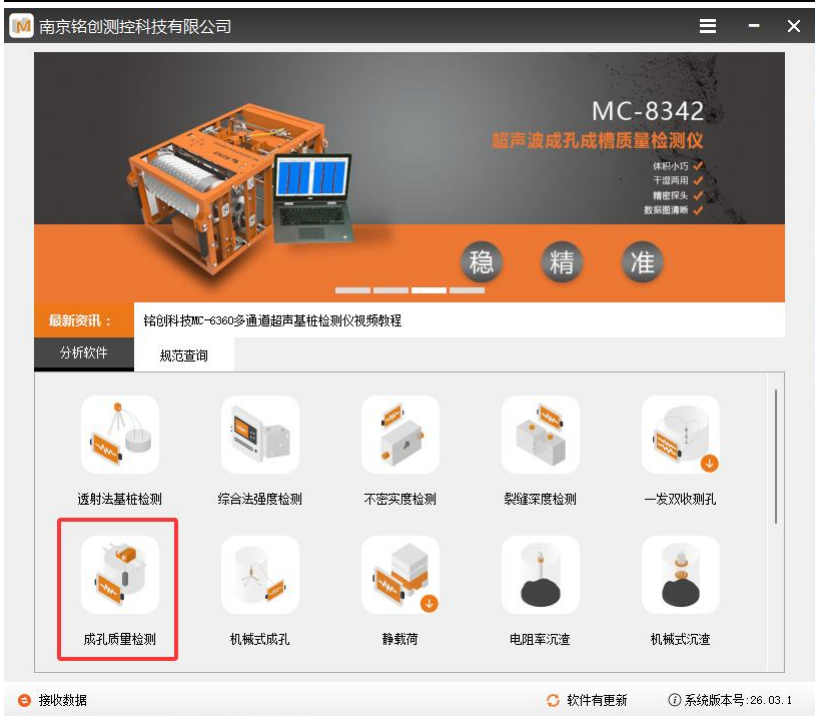 南京铭创测控科技有限公司
MC-8342
超声波成孔成槽质量检测仪
体积小巧
干湿两用
精密探头
数据图清晰
稳 精 准
最新资讯： 铭创科技MC-6360多通道超声基桩检测仪视频教程
分析软件 规范查询
透射法基桩检测 综合法强度检测 不密实度检测 裂缝深度检测 一发双收测孔
成孔质量检测 机械式成孔 静载荷 电阻率沉渣 机械式沉渣
接收数据 软件有更新 系统版本号:26.03.1